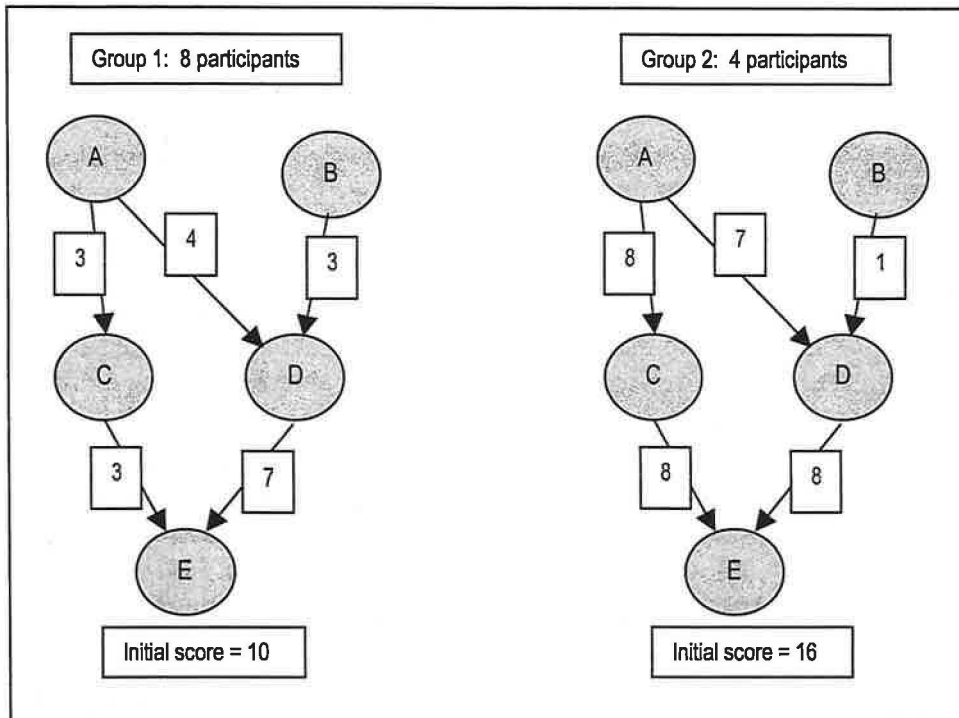 Group 1: 8 participants
A
B
3
4
3
C
D
3
7
E
Initial score = 10
Group 2: 4 participants
A
B
8
7
1
C
D
8
8
E
Initial score = 16